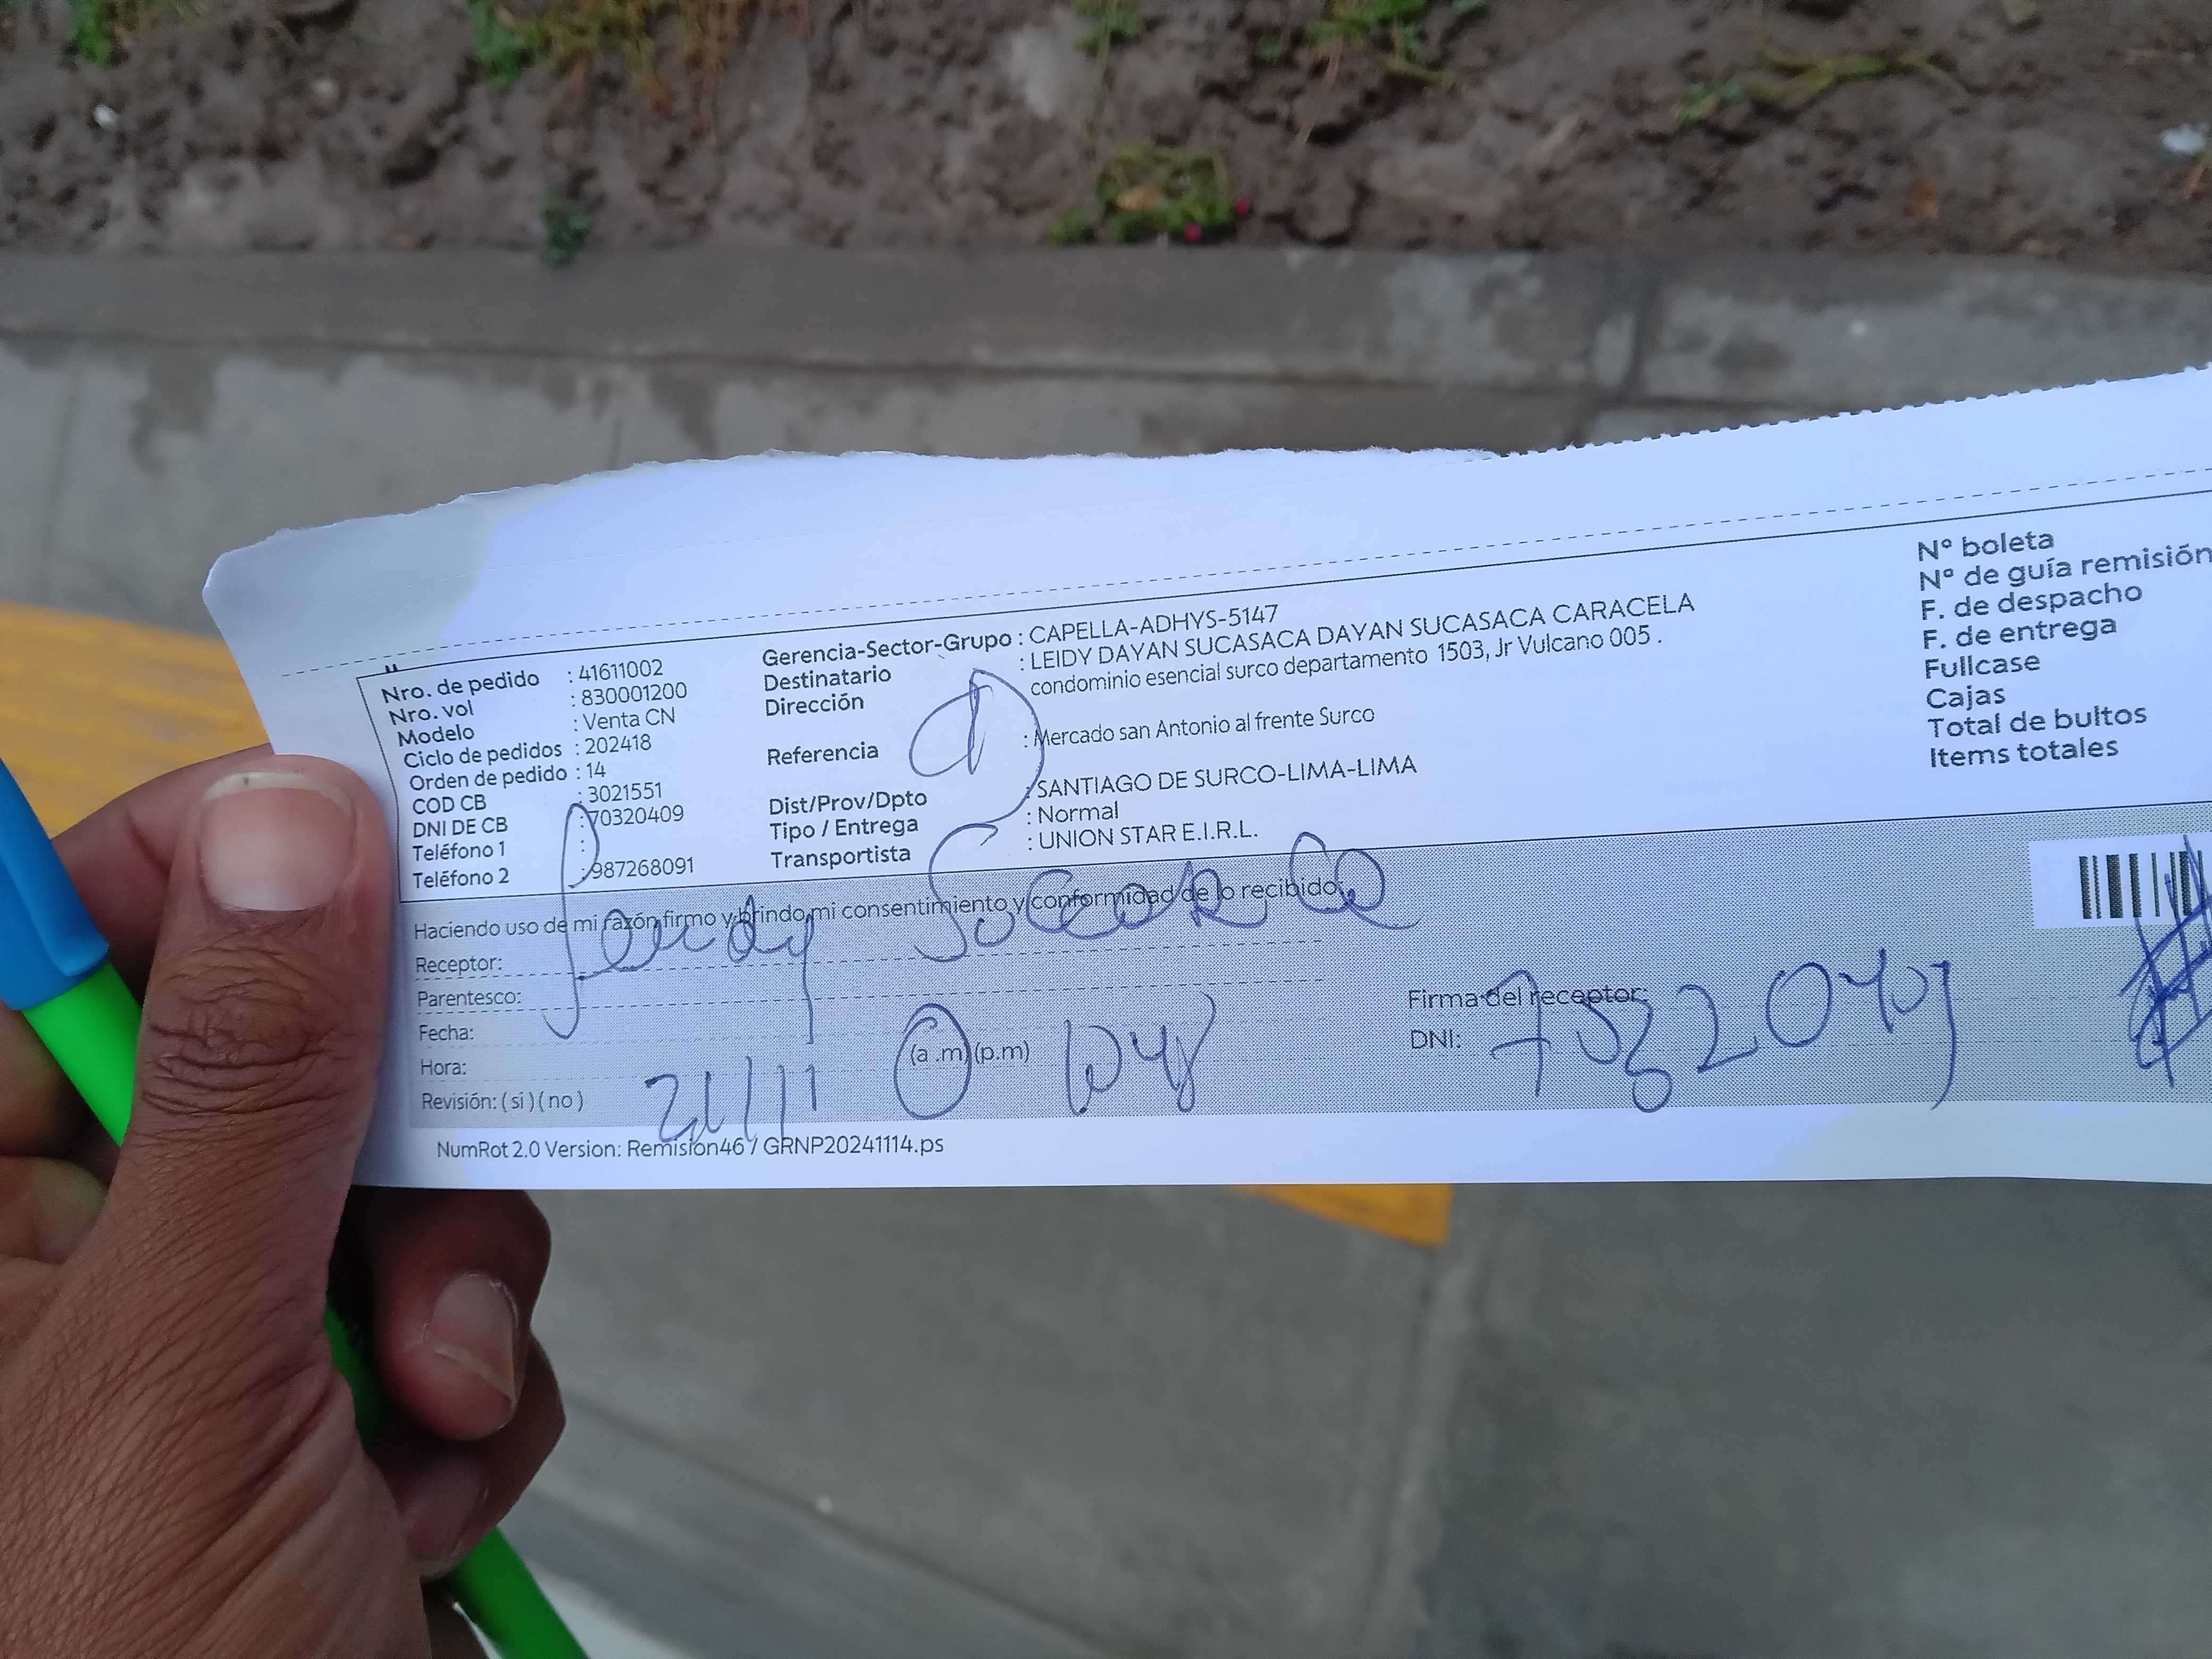 Nro. de pedido : 41611002
Nro. vol : 830001200
Modelo : Venta CN
Ciclo de pedidos : 202418
Orden de pedido : 14
COD CB : 3021551
DNI DE CB : 70320409
Teléfono 1 :
Teléfono 2 : 987268091
Gerencia-Sector-Grupo : CAPELLA-ADHYS-5147
Destinatario : LEIDY DAYAN SUCASACA DAYAN SUCASACA CARACELA
Dirección condominio esencial surco departamento 1503, Jr Vulcano 005 .
Referencia : Mercado san Antonio al frente Surco
Dist/Prov/Dpto : SANTIAGO DE SURCO-LIMA-LIMA
Tipo / Entrega : Normal
Transportista : UNION STAR E.I.R.L.
N° boleta
N° de guía remisión
F. de despacho
F. de entrega
Fullcase
Cajas
Total de bultos
Items totales
Haciendo uso de mi razón firmo y brindo mi consentimiento y conformidad de lo recibido.
Receptor:
Parentesco:
Fecha:
Hora: (a .m) (p.m)
Revisión: ( si ) ( no ) 21/11
Firma del receptor:
DNI: 70320409
NumRot 2.0 Version: Remision46 / GRNP20241114.ps